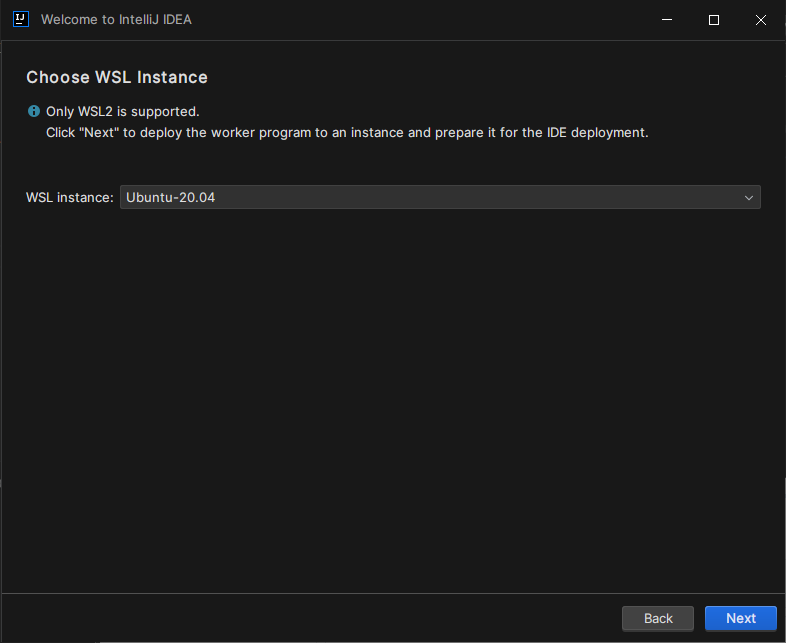 IJ
Welcome to IntelliJ IDEA
Choose WSL Instance
Only WSL2 is supported.
Click "Next" to deploy the worker program to an instance and prepare it for the IDE deployment.
WSL instance: Ubuntu-20.04
Back Next